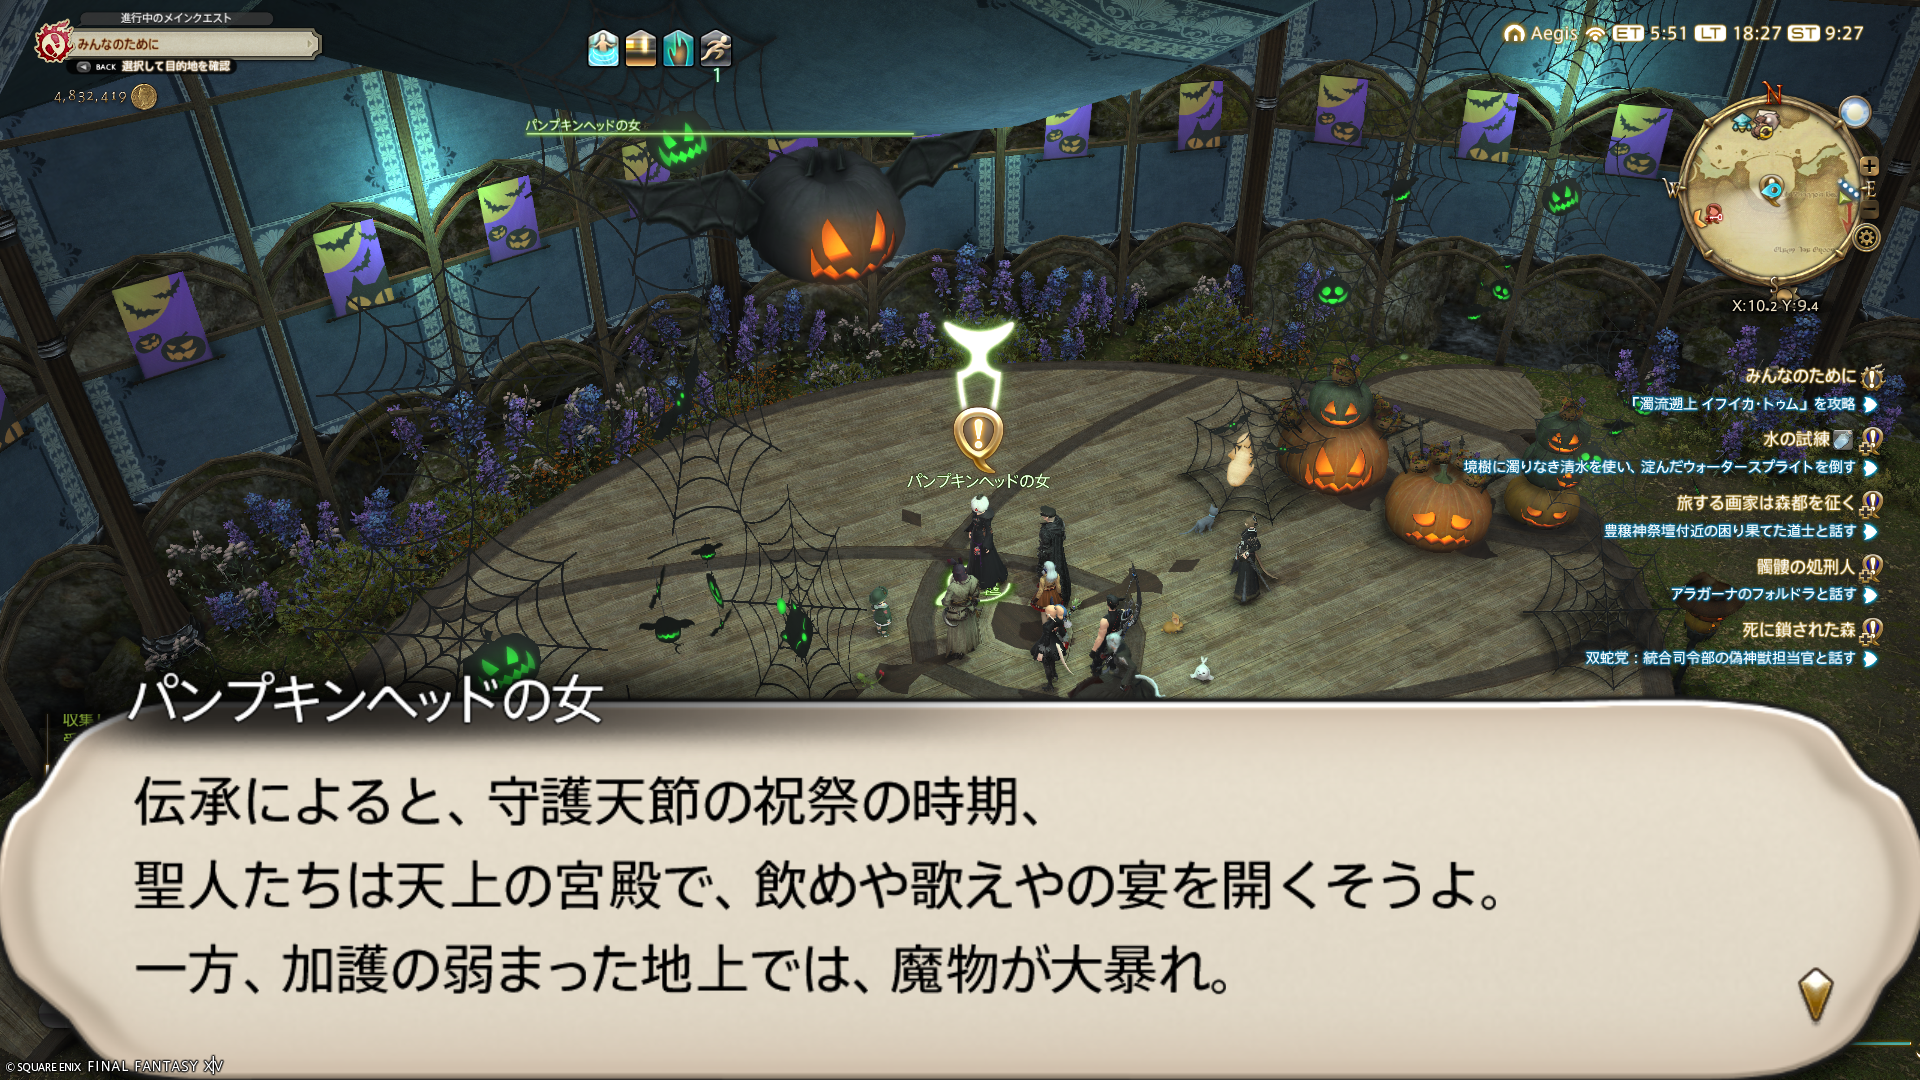 進行中のメインクエスト
みんなのために
BACK 選択して目的地を確認
4,832,419
1
Aegis ET 5:51 LT 18:27 ST 9:27
パンプキンヘッドの女
N
W
E
S
X:10.2 Y:9.4
みんなのために
「濁流遡上 イフイカ・トゥム」を攻略
水の試練
境樹に濁りなき清水を使い、淀んだウォータースプライトを倒す
旅する画家は森都を征く
豊穣神祭壇付近の困り果てた道士と話す
髑髏の処刑人
アラガーナのフォルドラと話す
死に鎖された森
双蛇党：統合司令部の偽神獣担当官と話す
パンプキンヘッドの女
収集
パンプキンヘッドの女
伝承によると、守護天節の祝祭の時期、
聖人たちは天上の宮殿で、飲めや歌えやの宴を開くそうよ。
一方、加護の弱まった地上では、魔物が大暴れ。
© SQUARE ENIX FINAL FANTASY XIV